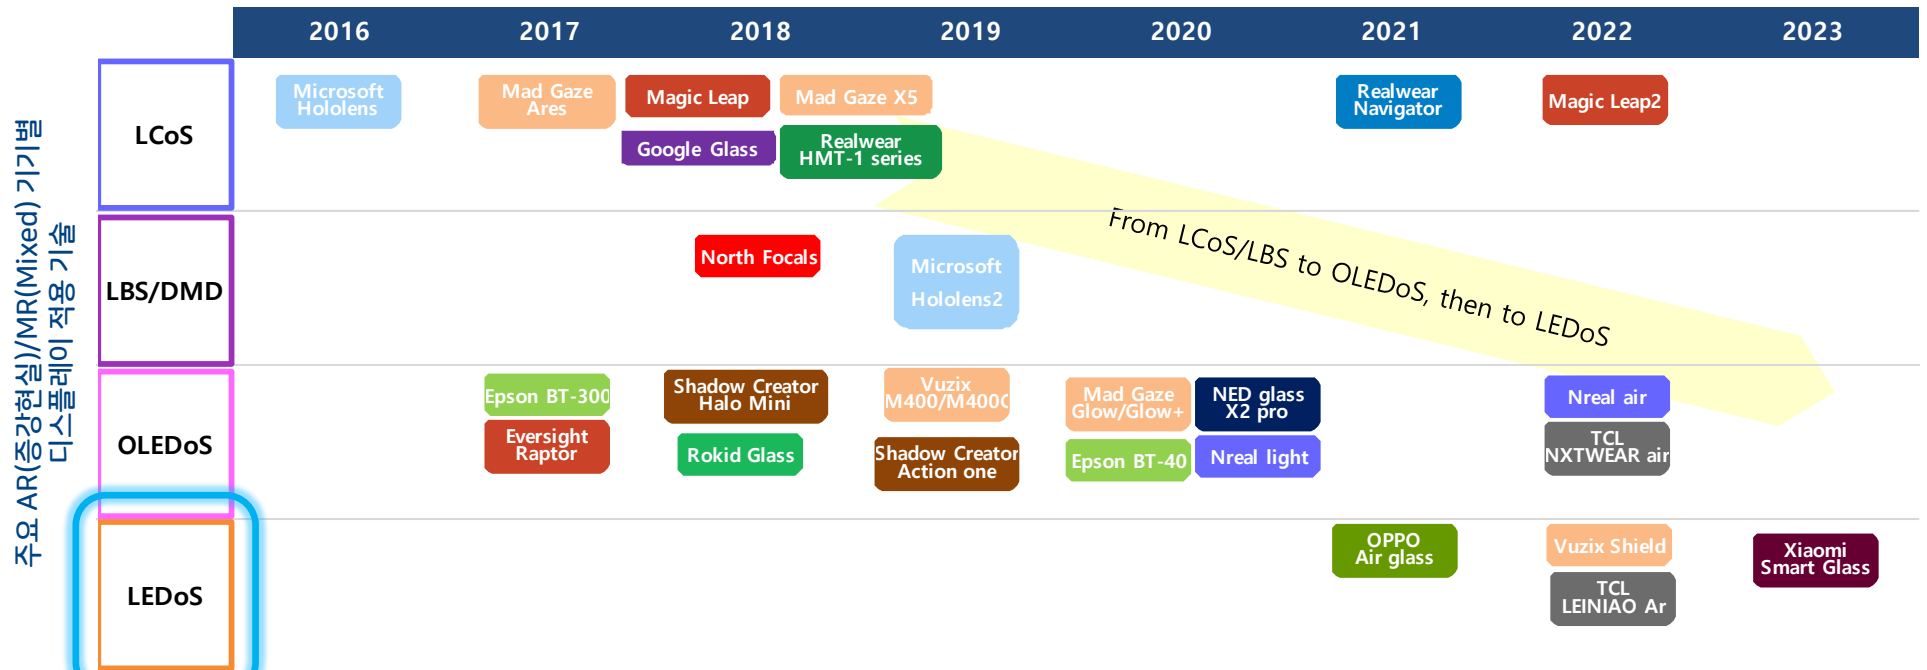 2016 2017 2018 2019 2020 2021 2022 2023
주요 AR(증강현실)/MR(Mixed) 기기별
디스플레이 적용 기술
LCoS
Microsoft
Hololens
Mad Gaze
Ares
Magic Leap
Google Glass
Mad Gaze X5
Realwear
HMT-1 series
Realwear
Navigator
Magic Leap2
From LCoS/LBS to OLEDoS, then to LEDoS
LBS/DMD
North Focals
Microsoft
Hololens2
OLEDoS
Epson BT-300
Eversight
Raptor
Shadow Creator
Halo Mini
Rokid Glass
Vuzix
M400/M400C
Shadow Creator
Action one
Mad Gaze
Glow/Glow+
Epson BT-40
NED glass
X2 pro
Nreal light
Nreal air
TCL
NXTWEAR air
LEDoS
OPPO
Air glass
Vuzix Shield
TCL
LEINIAO Ar
Xiaomi
Smart Glass